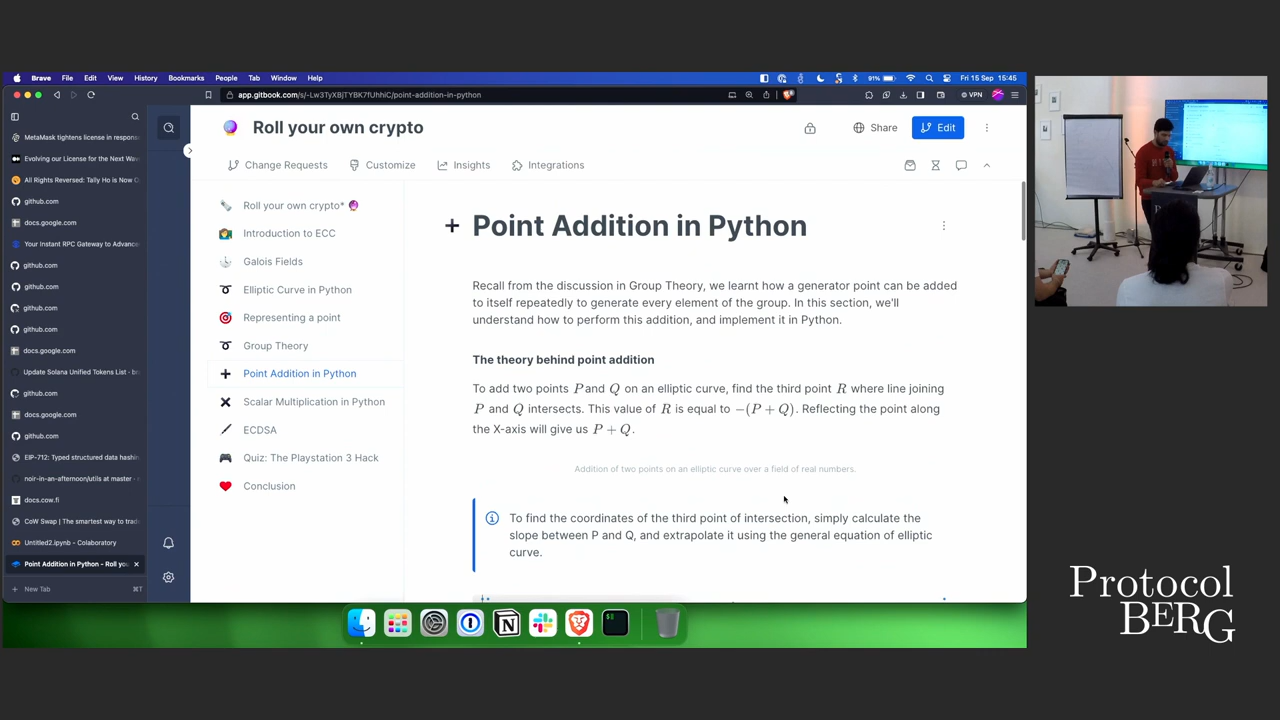 Brave File Edit View History Bookmarks People Tab Window Help
91%
Fri 15 Sep 15:45
app.gitbook.com/s/-Lw3TyXBjTYBK7fUhhiC/point-addition-in-python
VPN
MetaMask tightens license in respons
Evolving our License for the Next Wav
All Rights Reversed: Tally Ho is Now O
github.com
docs.google.com
Your Instant RPC Gateway to Advance
github.com
github.com
github.com
github.com
docs.google.com
Update Solana Unified Tokens List - b
github.com
docs.google.com
github.com
EIP-712: Typed structured data hashin
noir-in-an-afternoon/utils at master ·
docs.cow.fi
CoW Swap | The smartest way to trad
Untitled2.ipynb - Colaboratory
Point Addition in Python - Roll yo
New Tab
⌘T
Roll your own crypto
Share
Edit
Change Requests
Customize
Insights
Integrations
Roll your own crypto*
Introduction to ECC
Galois Fields
Elliptic Curve in Python
Representing a point
Group Theory
Point Addition in Python
Scalar Multiplication in Python
ECDSA
Quiz: The Playstation 3 Hack
Conclusion
+ Point Addition in Python
Recall from the discussion in Group Theory, we learnt how a generator point can be added
to itself repeatedly to generate every element of the group. In this section, we'll
understand how to perform this addition, and implement it in Python.
The theory behind point addition
To add two points P and Q on an elliptic curve, find the third point R where line joining
P and Q intersects. This value of R is equal to −(P + Q). Reflecting the point along
the X-axis will give us P + Q.
Addition of two points on an elliptic curve over a field of real numbers.
To find the coordinates of the third point of intersection, simply calculate the
slope between P and Q, and extrapolate it using the general equation of elliptic
curve.
Protocol
BERG